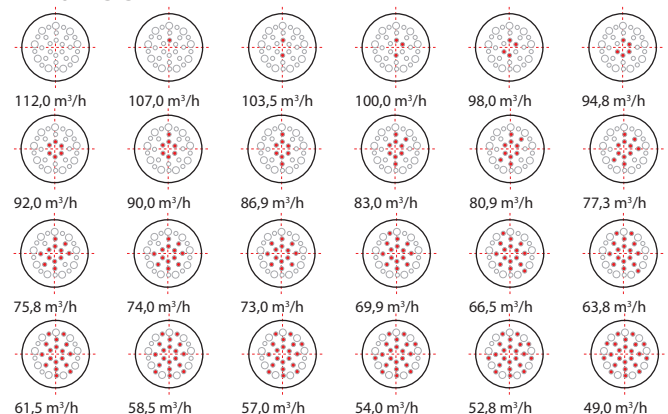 112,0 m³/h 107,0 m³/h 103,5 m³/h 100,0 m³/h 98,0 m³/h 94,8 m³/h
92,0 m³/h 90,0 m³/h 86,9 m³/h 83,0 m³/h 80,9 m³/h 77,3 m³/h
75,8 m³/h 74,0 m³/h 73,0 m³/h 69,9 m³/h 66,5 m³/h 63,8 m³/h
61,5 m³/h 58,5 m³/h 57,0 m³/h 54,0 m³/h 52,8 m³/h 49,0 m³/h